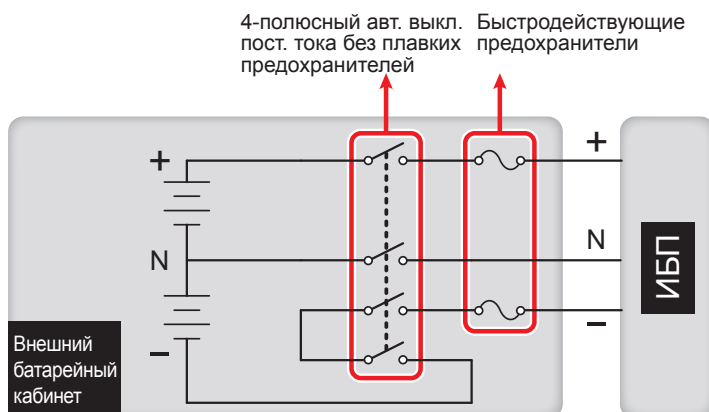 4-полюсный авт. выкл.
пост. тока без плавких
предохранителей
Быстродействующие
предохранители
+
+
N
N
–
–
ИБП
Внешний
батарейный
кабинет